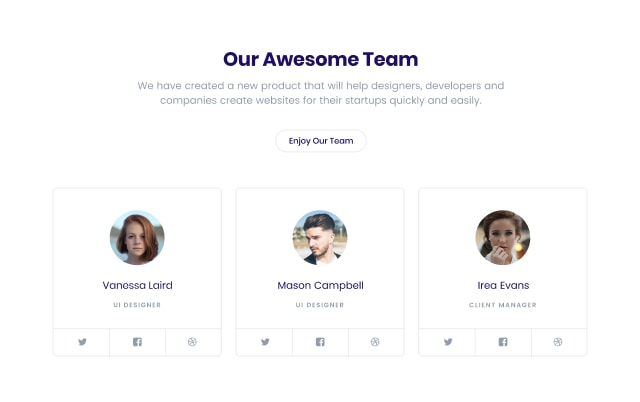 Our Awesome Team
We have created a new product that will help designers, developers and
companies create websites for their startups quickly and easily.
Enjoy Our Team
Vanessa Laird
UI DESIGNER
Mason Campbell
UI DESIGNER
Irea Evans
CLIENT MANAGER